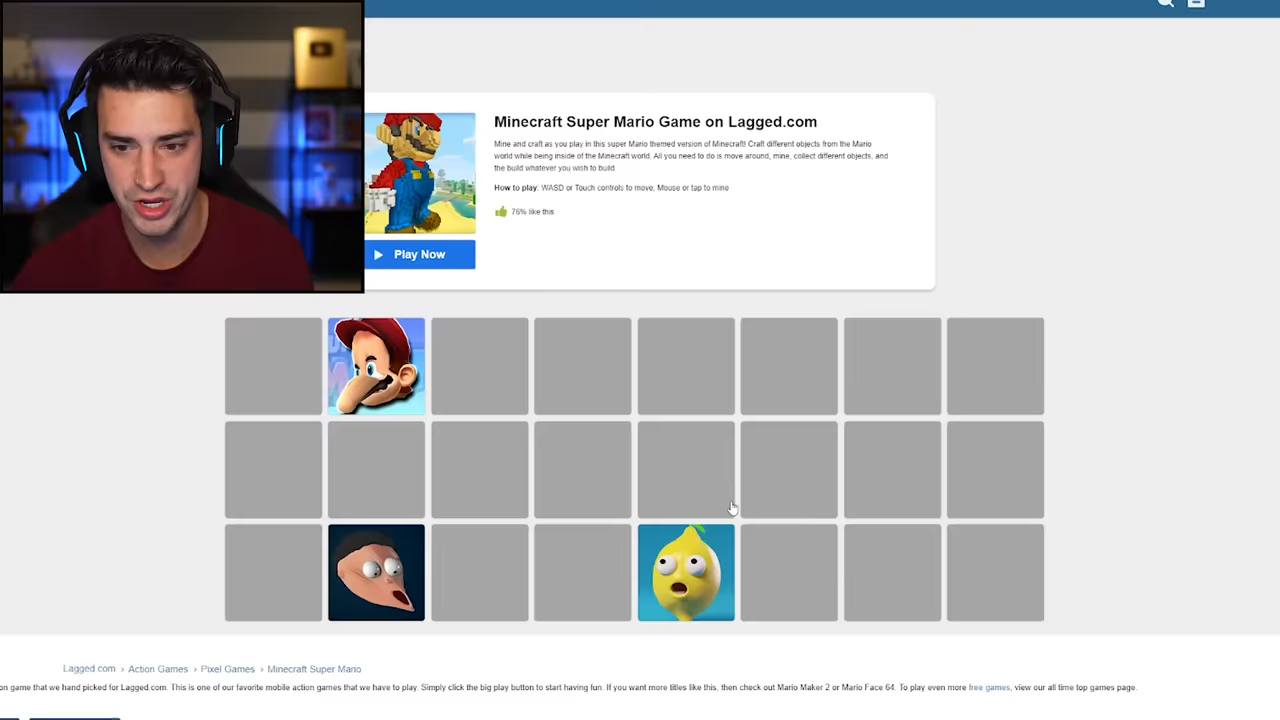 Minecraft Super Mario Game on Lagged.com
Mine and craft as you play in this super Mario themed version of Minecraft! Craft different objects from the Mario
world while being inside of the Minecraft world. All you need to do is move around, mine, collect different objects, and
the build whatever you wish to build
How to play: WASD or Touch controls to move, Mouse or tap to mine
76% like this
Play Now
Lagged.com › Action Games › Pixel Games › Minecraft Super Mario
on game that we hand picked for Lagged.com. This is one of our favorite mobile action games that we have to play. Simply click the big play button to start having fun. If you want more titles like this, then check out Mario Maker 2 or Mario Face 64. To play even more free games, view our all time top games page.